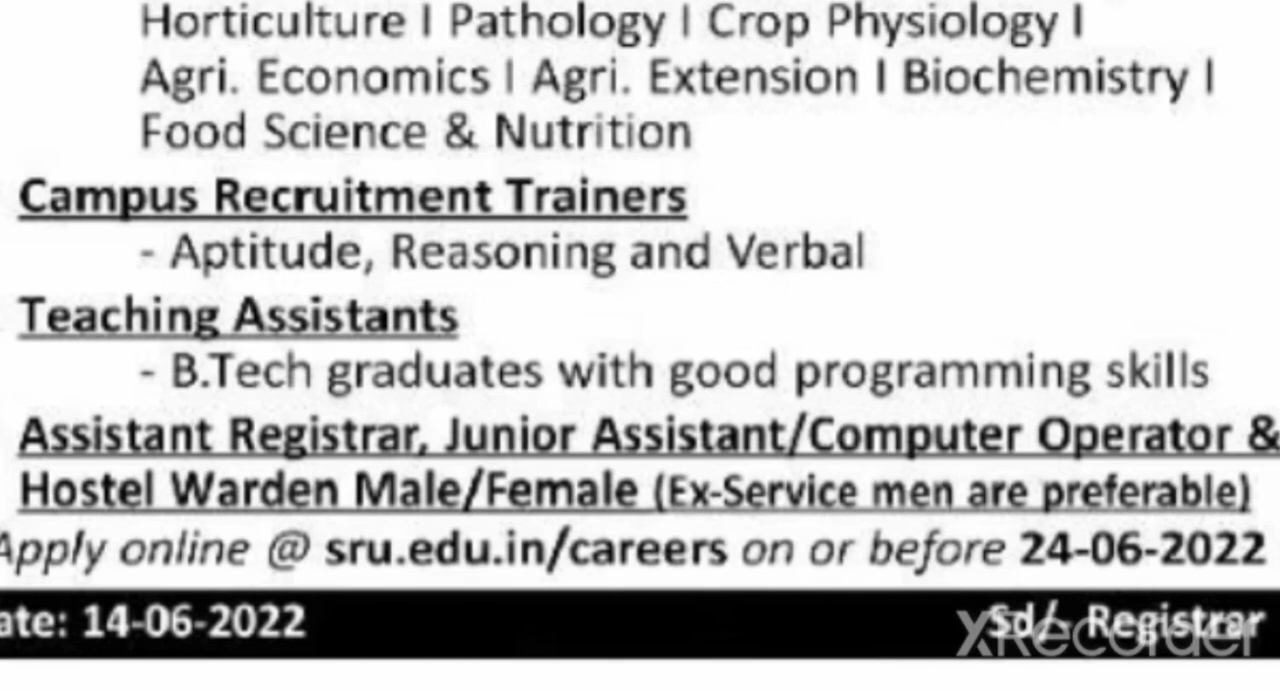 Horticulture I Pathology I Crop Physiology I
Agri. Economics I Agri. Extension I Biochemistry I
Food Science & Nutrition
Campus Recruitment Trainers
- Aptitude, Reasoning and Verbal
Teaching Assistants
- B.Tech graduates with good programming skills
Assistant Registrar, Junior Assistant/Computer Operator &
Hostel Warden Male/Female (Ex-Service men are preferable)
Apply online @ sru.edu.in/careers on or before 24-06-2022
ate: 14-06-2022 Sd/- Registrar
XRecorder